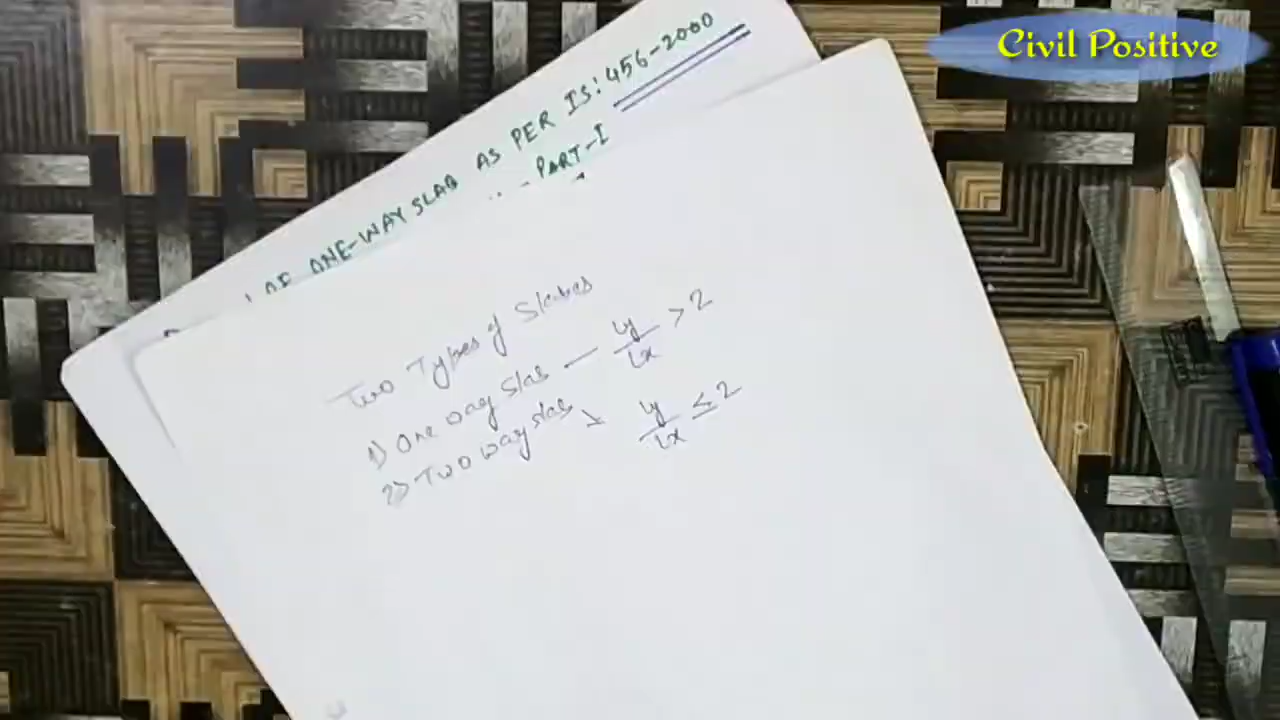 Civil Positive
OF ONE-WAY SLAB AS PER IS:456-2000
PART-I
Two Types of Slabes
1) One way slab — Ly/Lx > 2
2) Two way slab ↘ Ly/Lx ≤ 2